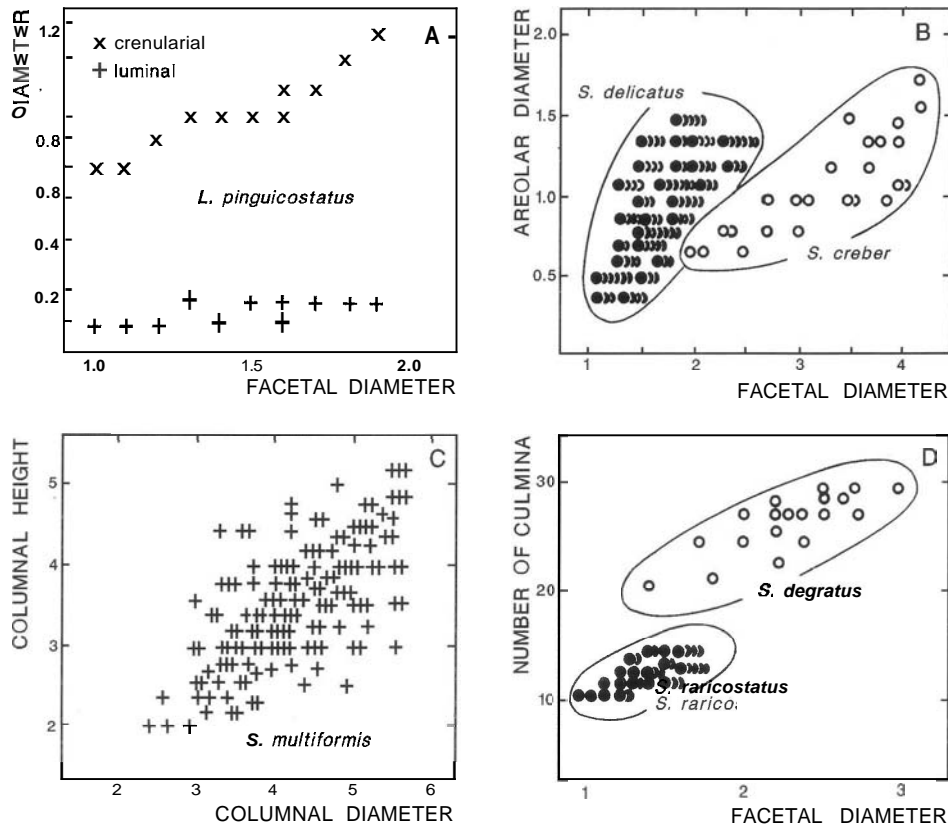 DIAMETER
1.2
0.8
0.8
0.4
0.2
A
x crenularial
+ luminal
L. pinguicostatus
1.0 1.5 2.0
FACETAL DIAMETER
AREOLAR DIAMETER
2.0
1.5
1.0
0.5
B
S. delicatus
S. creber
1 2 3 4
FACETAL DIAMETER
COLUMNAL HEIGHT
5
4
3
2
C
S. multiformis
2 3 4 5 6
COLUMNAL DIAMETER
NUMBER OF CULMINA
30
20
10
D
S. degratus
S. raricostatus
S. rarico
1 2 3
FACETAL DIAMETER